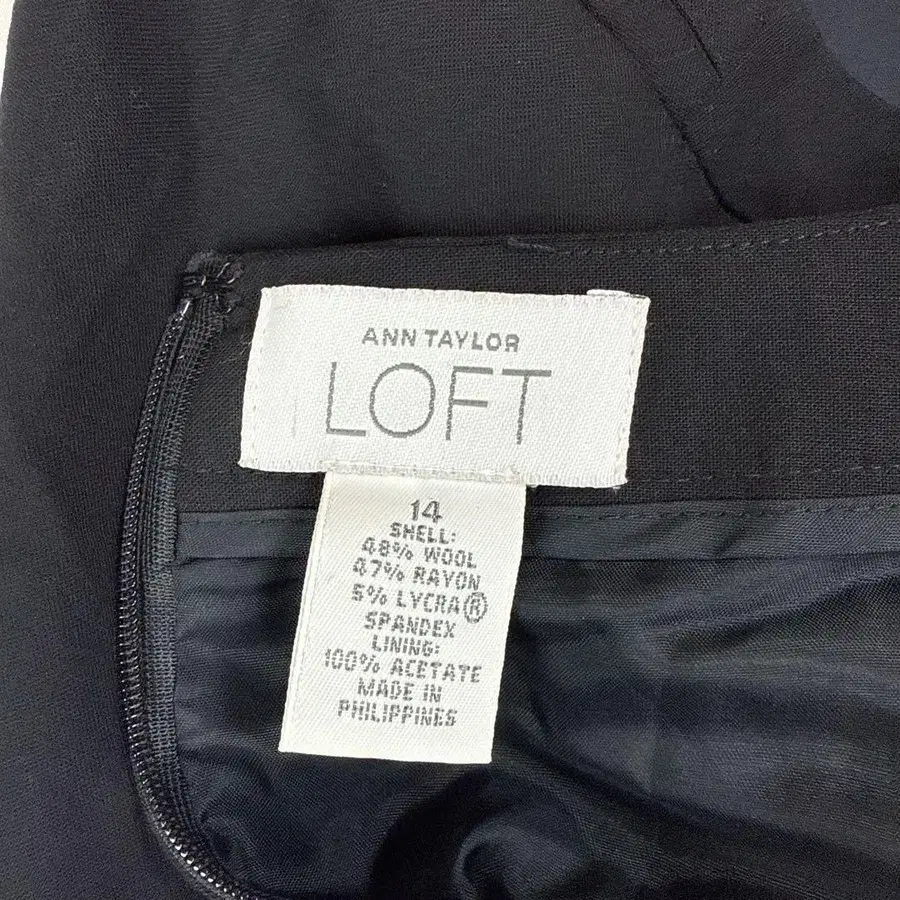 ANN TAYLOR
LOFT
14
SHELL:
48% WOOL
47% RAYON
5% LYCRA®
SPANDEX
LINING:
100% ACETATE
MADE IN
PHILIPPINES